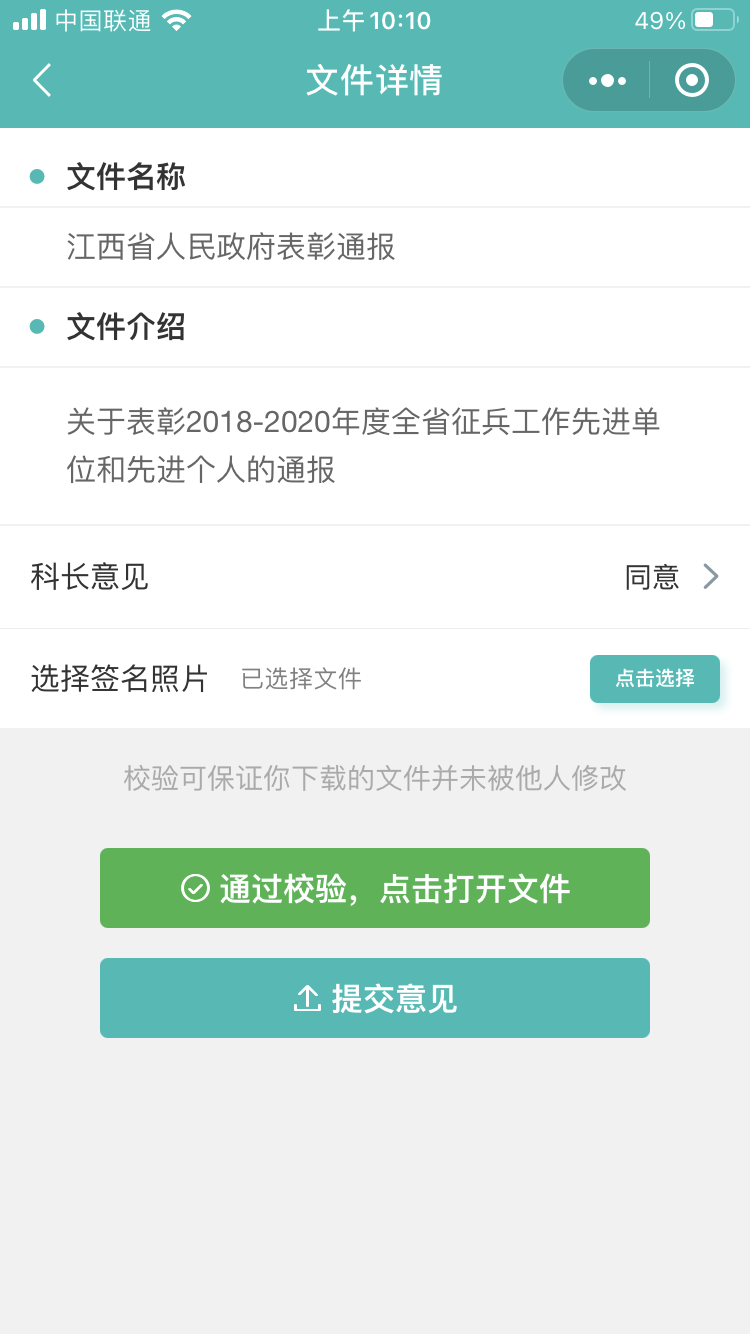 中国联通 上午10:10 49%
文件详情
文件名称
江西省人民政府表彰通报
文件介绍
关于表彰2018-2020年度全省征兵工作先进单
位和先进个人的通报
科长意见 同意
选择签名照片 已选择文件 点击选择
校验可保证你下载的文件并未被他人修改
通过校验，点击打开文件
提交意见